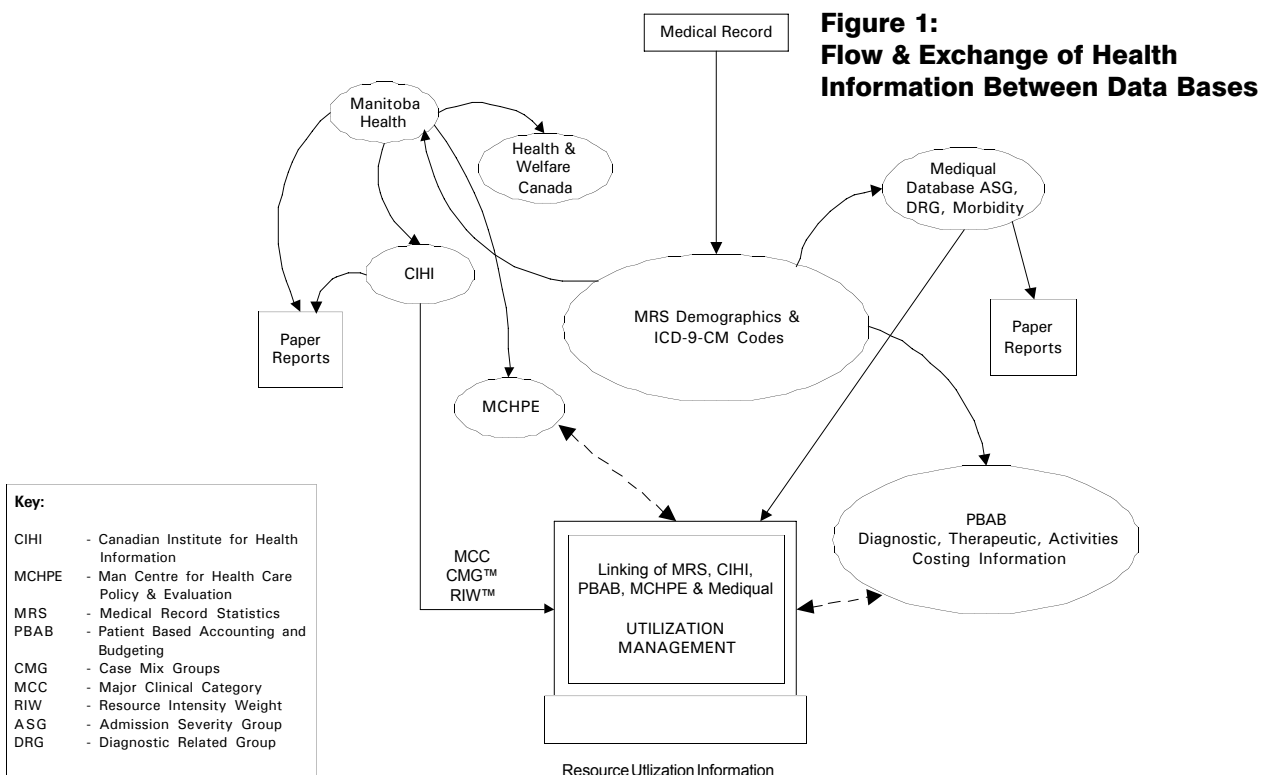 Figure 1:
Flow & Exchange of Health
Information Between Data Bases
Medical Record
Manitoba
Health
Health &
Welfare
Canada
Mediqual
Database ASG,
DRG, Morbidity
CIHI
MRS Demographics &
ICD-9-CM Codes
Paper
Reports
Paper
Reports
MCHPE
PBAB
Diagnostic, Therapeutic, Activities
Costing Information
MCC
CMG™
RIW™
Linking of MRS, CIHI,
PBAB, MCHPE & Mediqual
UTILIZATION
MANAGEMENT
Resource Utlization Information
Key:
CIHI - Canadian Institute for Health
Information
MCHPE - Man Centre for Health Care
Policy & Evaluation
MRS - Medical Record Statistics
PBAB - Patient Based Accounting and
Budgeting
CMG - Case Mix Groups
MCC - Major Clinical Category
RIW - Resource Intensity Weight
ASG - Admission Severity Group
DRG - Diagnostic Related Group